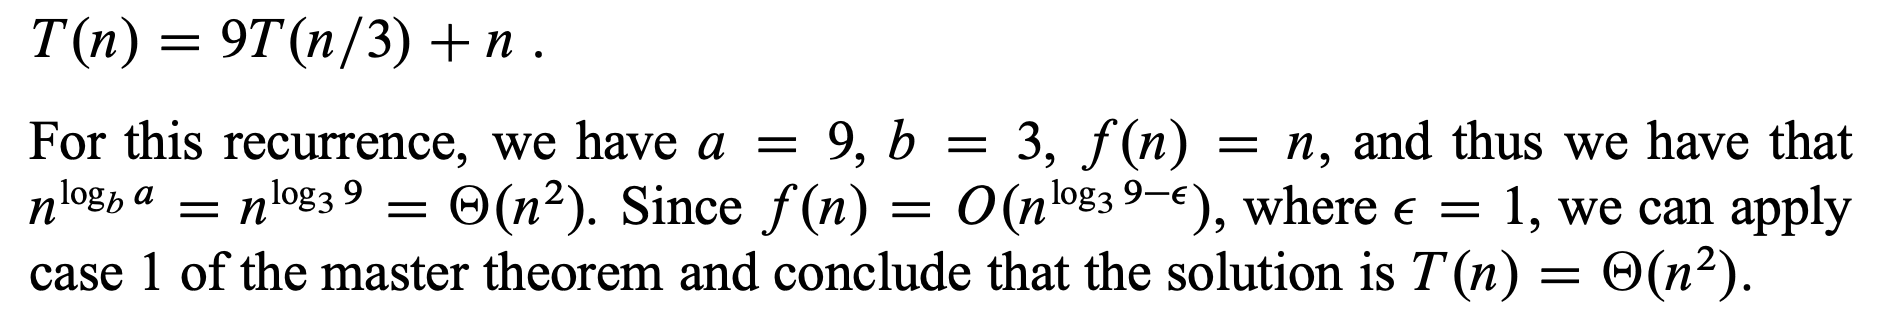 T(n) = 9T(n/3) + n .
For this recurrence, we have a = 9, b = 3, f(n) = n, and thus we have that
n^{log_b a} = n^{log_3 9} = Θ(n²). Since f(n) = O(n^{log_3 9−ϵ}), where ϵ = 1, we can apply
case 1 of the master theorem and conclude that the solution is T(n) = Θ(n²).